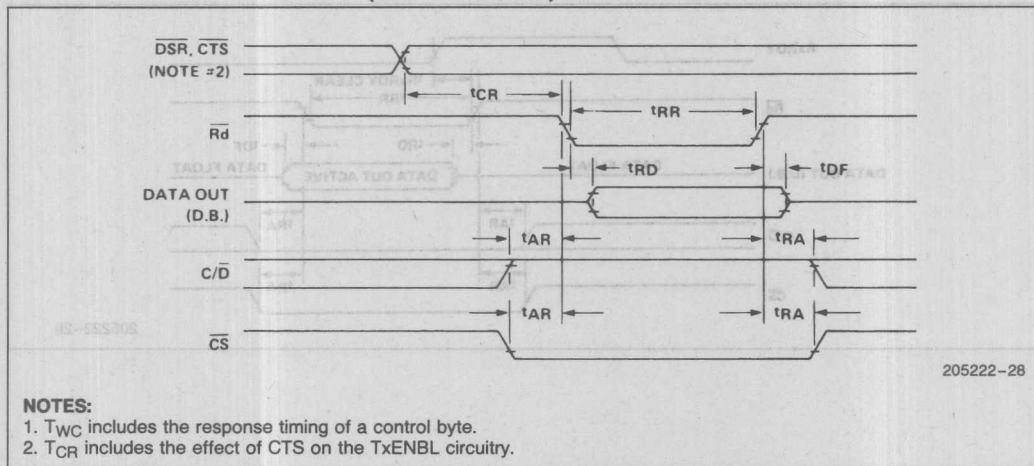 DSR, CTS
(NOTE #2)
tCR
tRR
Rd
tRD
tDF
DATA OUT
(D.B.)
tAR
tRA
C/D
tAR
tRA
CS
205222-28
NOTES:
1. TWC includes the response timing of a control byte.
2. TCR includes the effect of CTS on the TxENBL circuitry.